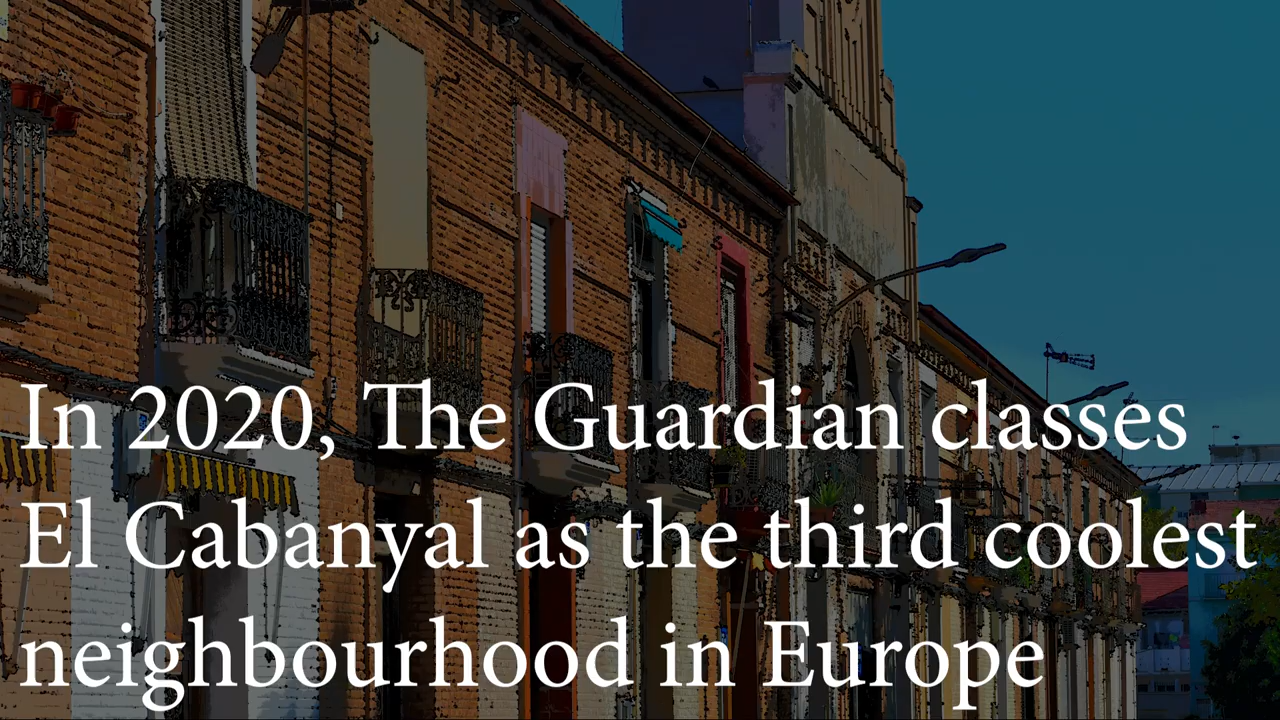 In 2020, The Guardian classes
El Cabanyal as the third coolest
neighbourhood in Europe